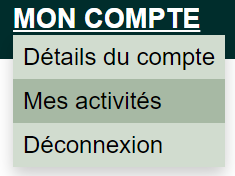 MON COMPTE
Détails du compte
Mes activités
Déconnexion